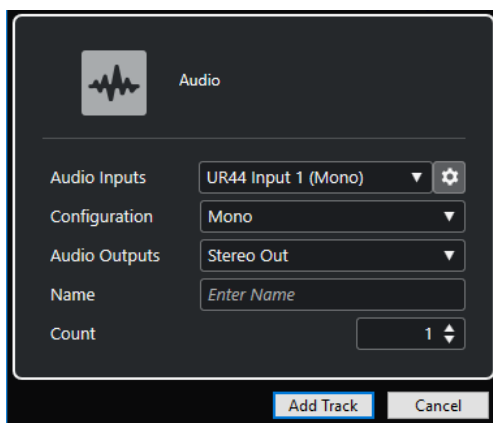 Audio
Audio Inputs UR44 Input 1 (Mono)
Configuration Mono
Audio Outputs Stereo Out
Name Enter Name
Count 1
Add Track Cancel